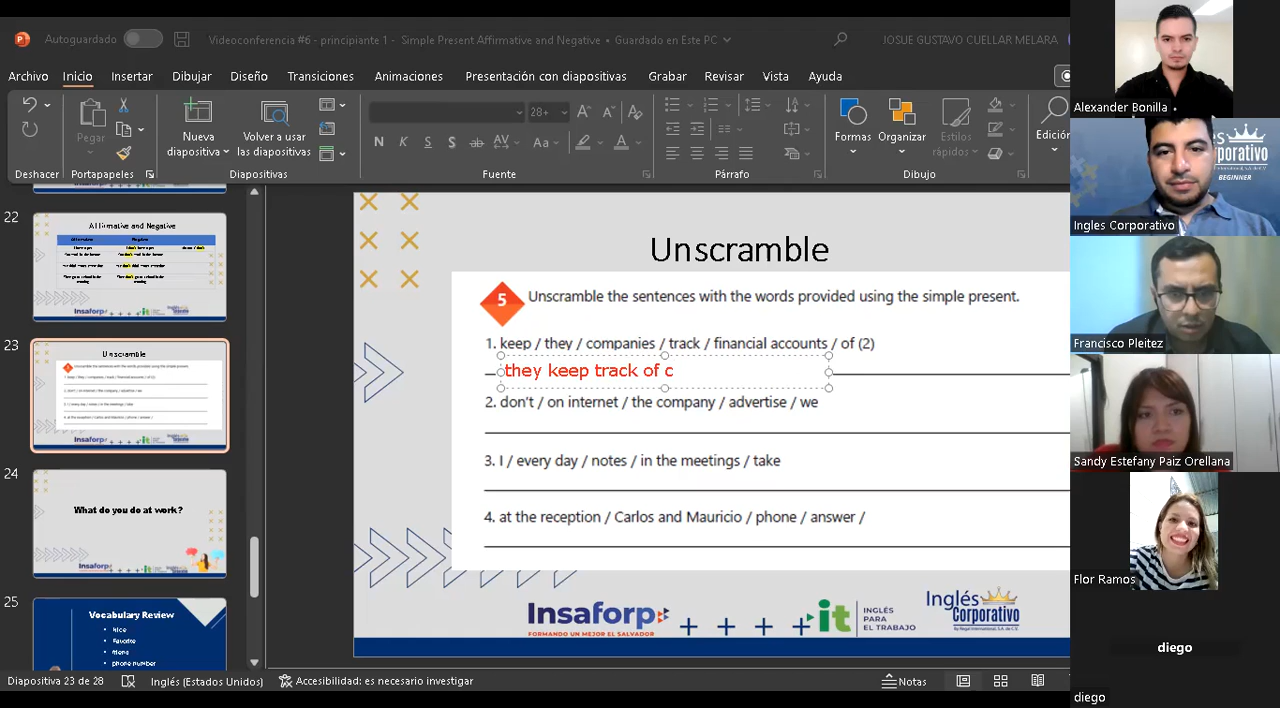 Autoguardado
Videoconferencia #6 - principiante 1 - Simple Present Affirmative and Negative • Guardado en Este PC
JOSUE GUSTAVO CUELLAR MELARA
Archivo Inicio Insertar Dibujar Diseño Transiciones Animaciones Presentación con diapositivas Grabar Revisar Vista Ayuda
Pegar
Nueva diapositiva
Volver a usar las diapositivas
28+
N K S S ab AV Aa A
Formas Organizar Estilos rápidos Edición
Deshacer Portapapeles Diapositivas Fuente Párrafo Dibujo
22
Affirmative and Negative
23
Unscramble
24
What do you do at work?
25
Vocabulary Review
Favorite
phone number
Unscramble
5 Unscramble the sentences with the words provided using the simple present.
1. keep / they / companies / track / financial accounts / of (2)
they keep track of c
2. don't / on internet / the company / advertise / we
3. I / every day / notes / in the meetings / take
4. at the reception / Carlos and Mauricio / phone / answer /
Insaforp
FORMANDO UN MEJOR EL SALVADOR
it INGLÉS PARA EL TRABAJO
Inglés Corporativo
Diapositiva 23 de 28
Inglés (Estados Unidos)
Accesibilidad: es necesario investigar
Notas
Alexander Bonilla
BEGINNER
Ingles Corporativo
Francisco Pleitez
Sandy Estefany Paiz Orellana
Flor Ramos
diego
diego